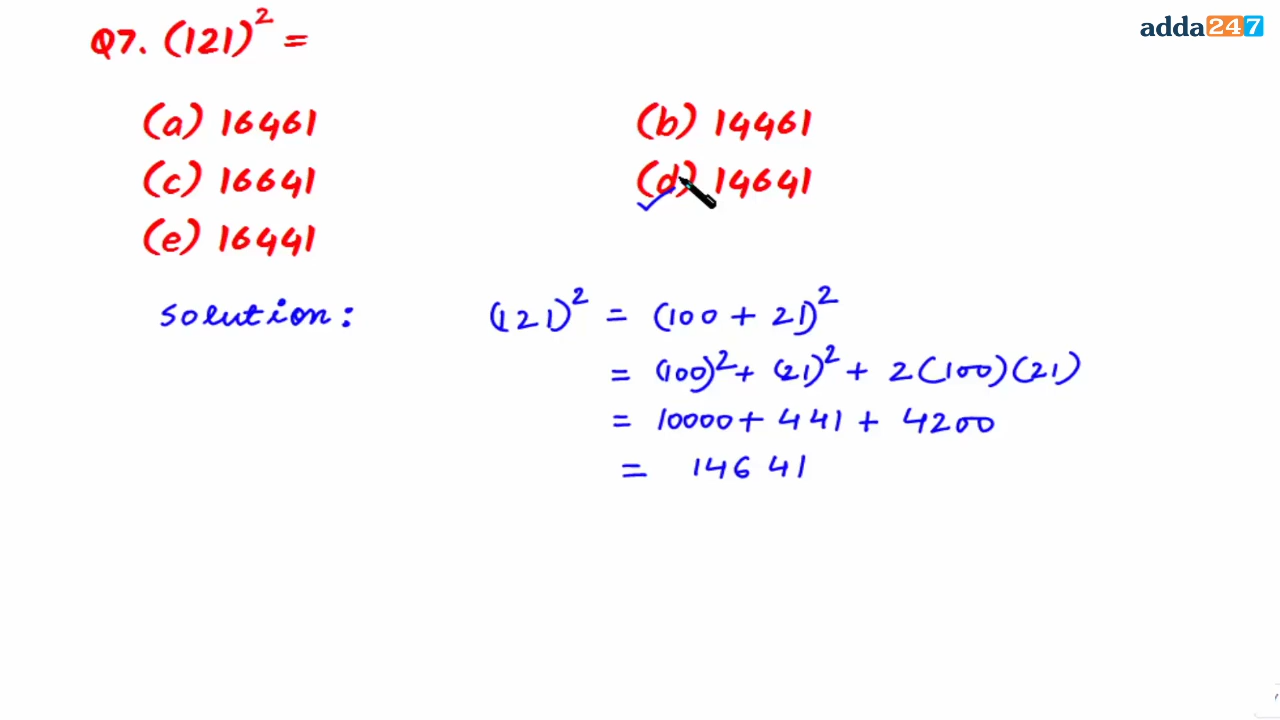 adda247
Q7. (121)² =
(a) 16461 (b) 14461
(c) 16641 (d) 14641
(e) 16441
Solution: (121)² = (100 + 21)²
= (100)² + (21)² + 2(100)(21)
= 10000 + 441 + 4200
= 14641